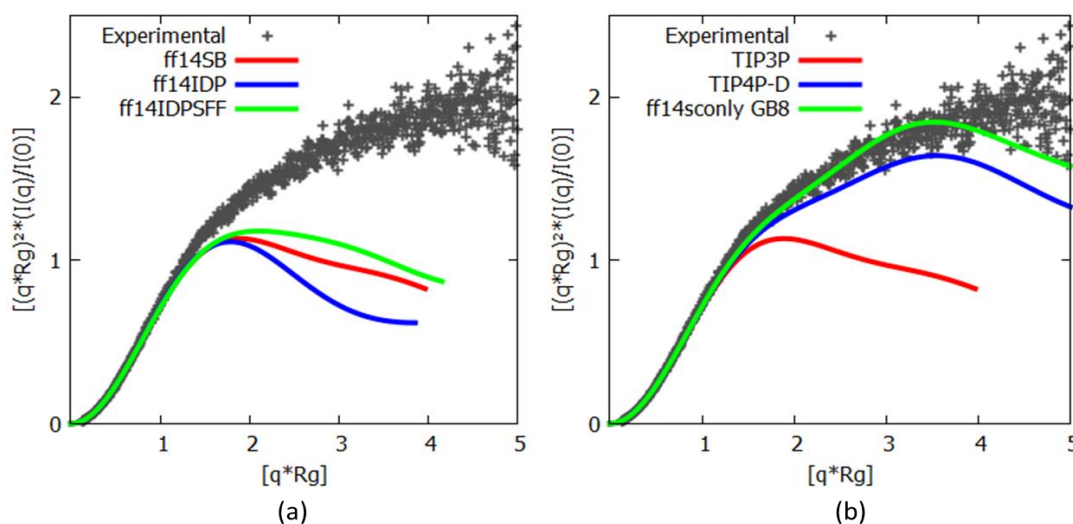 Experimental
ff14SB
ff14IDP
ff14IDPSFF
2
1
0
1 2 3 4 5
[(q*Rg)²*(I(q)/I(0)]
[q*Rg]
(a)
Experimental
TIP3P
TIP4P-D
ff14sconly GB8
2
1
0
1 2 3 4 5
[(q*Rg)²*(I(q)/I(0)]
[q*Rg]
(b)